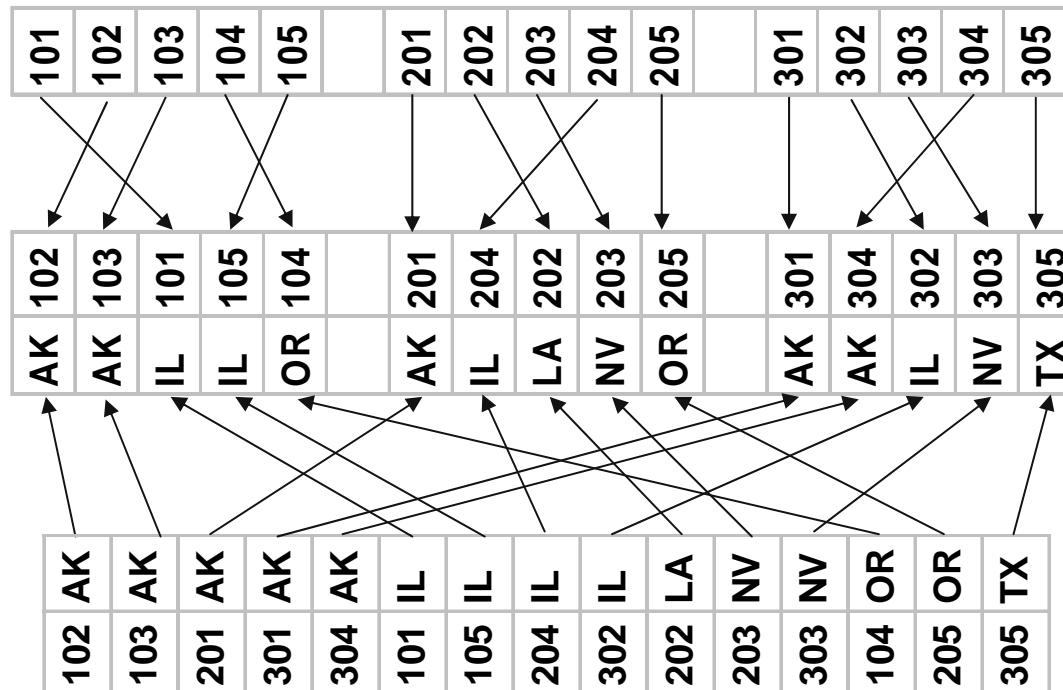 101 102 103 104 105 201 202 203 204 205 301 302 303 304 305
102 103 101 105 104 201 204 202 203 205 301 304 302 303 305
AK AK IL IL OR AK IL LA NV OR AK AK IL NV TX
AK AK AK AK AK IL IL IL IL LA NV NV OR OR TX
102 103 201 301 304 101 105 204 302 202 203 303 104 205 305